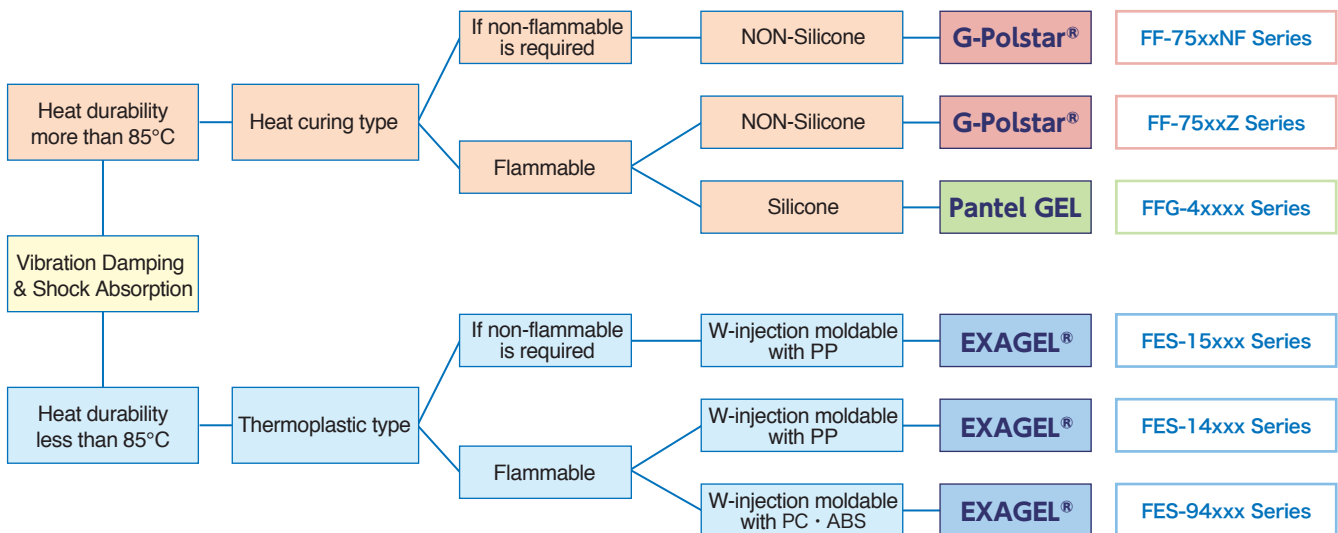 If non-flammable
is required
NON-Silicone
G-Polstar®
FF-75xxNF Series
Heat durability
more than 85°C
Heat curing type
NON-Silicone
G-Polstar®
FF-75xxZ Series
Flammable
Silicone
Pantel GEL
FFG-4xxxx Series
Vibration Damping
& Shock Absorption
If non-flammable
is required
W-injection moldable
with PP
EXAGEL®
FES-15xxx Series
Heat durability
less than 85°C
Thermoplastic type
W-injection moldable
with PP
EXAGEL®
FES-14xxx Series
Flammable
W-injection moldable
with PC・ABS
EXAGEL®
FES-94xxx Series